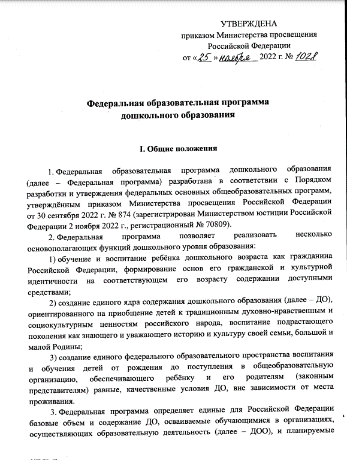 УТВЕРЖДЕНА
приказом Министерства просвещения
Российской Федерации
от «25» ноября 2022 г. № 1028
Федеральная образовательная программа
дошкольного образования
I. Общие положения
1. Федеральная образовательная программа дошкольного образования
(далее – Федеральная программа) разработана в соответствии с Порядком
разработки и утверждения федеральных основных общеобразовательных программ,
утверждённым приказом Министерства просвещения Российской Федерации
от 30 сентября 2022 г. № 874 (зарегистрирован Министерством юстиции Российской
Федерации 2 ноября 2022 г., регистрационный № 70809).
2. Федеральная программа позволяет реализовать несколько
основополагающих функций дошкольного уровня образования:
1) обучение и воспитание ребёнка дошкольного возраста как гражданина
Российской Федерации, формирование основ его гражданской и культурной
идентичности на соответствующем его возрасту содержании доступными
средствами;
2) создание единого ядра содержания дошкольного образования (далее – ДО),
ориентированного на приобщение детей к традиционным духовно-нравственным и
социокультурным ценностям российского народа, воспитание подрастающего
поколения как знающего и уважающего историю и культуру своей семьи, большой и
малой Родины;
3) создание единого федерального образовательного пространства воспитания
и обучения детей от рождения до поступления в общеобразовательную
организацию, обеспечивающего ребёнку и его родителям (законным
представителям) равные, качественные условия ДО, вне зависимости от места
проживания.
3. Федеральная программа определяет единые для Российской Федерации
базовые объем и содержание ДО, осваиваемые обучающимися в организациях,
осуществляющих образовательную деятельность (далее – ДОО), и планируемые